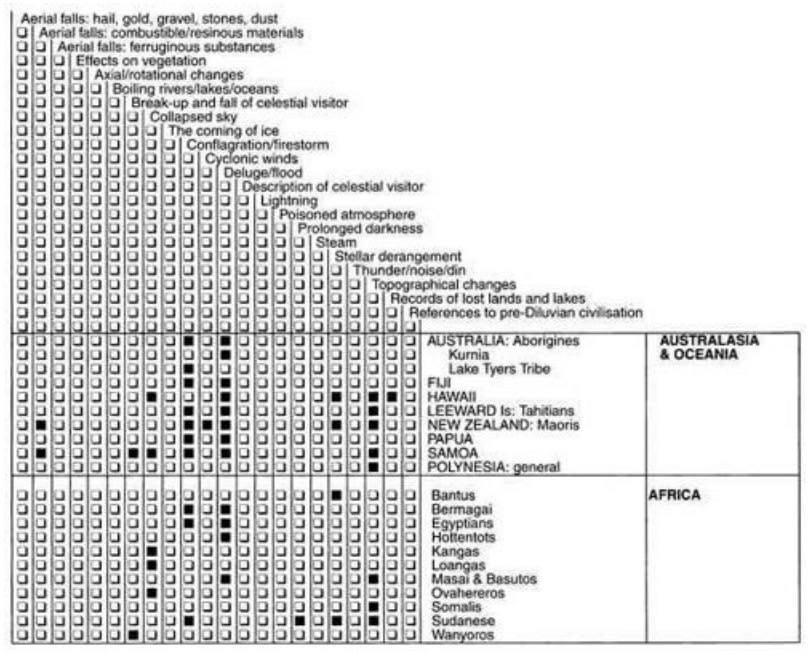 Aerial falls: hail, gold, gravel, stones, dust
Aerial falls: combustible/resinous materials
Aerial falls: ferruginous substances
Effects on vegetation
Axial/rotational changes
Boiling rivers/lakes/oceans
Break-up and fall of celestial visitor
Collapsed sky
The coming of ice
Conflagration/firestorm
Cyclonic winds
Deluge/flood
Description of celestial visitor
Lightning
Poisoned atmosphere
Prolonged darkness
Steam
Stellar derangement
Thunder/noise/din
Topographical changes
Records of lost lands and lakes
References to pre-Diluvian civilisation
AUSTRALIA: Aborigines
AUSTRALASIA
& OCEANIA
Kurnia
Lake Tyers Tribe
FIJI
HAWAII
LEEWARD Is: Tahitians
NEW ZEALAND: Maoris
PAPUA
SAMOA
POLYNESIA: general
Bantus
AFRICA
Bermagai
Egyptians
Hottentots
Kangas
Loangas
Masai & Basutos
Ovahereros
Somalis
Sudanese
Wanyoros